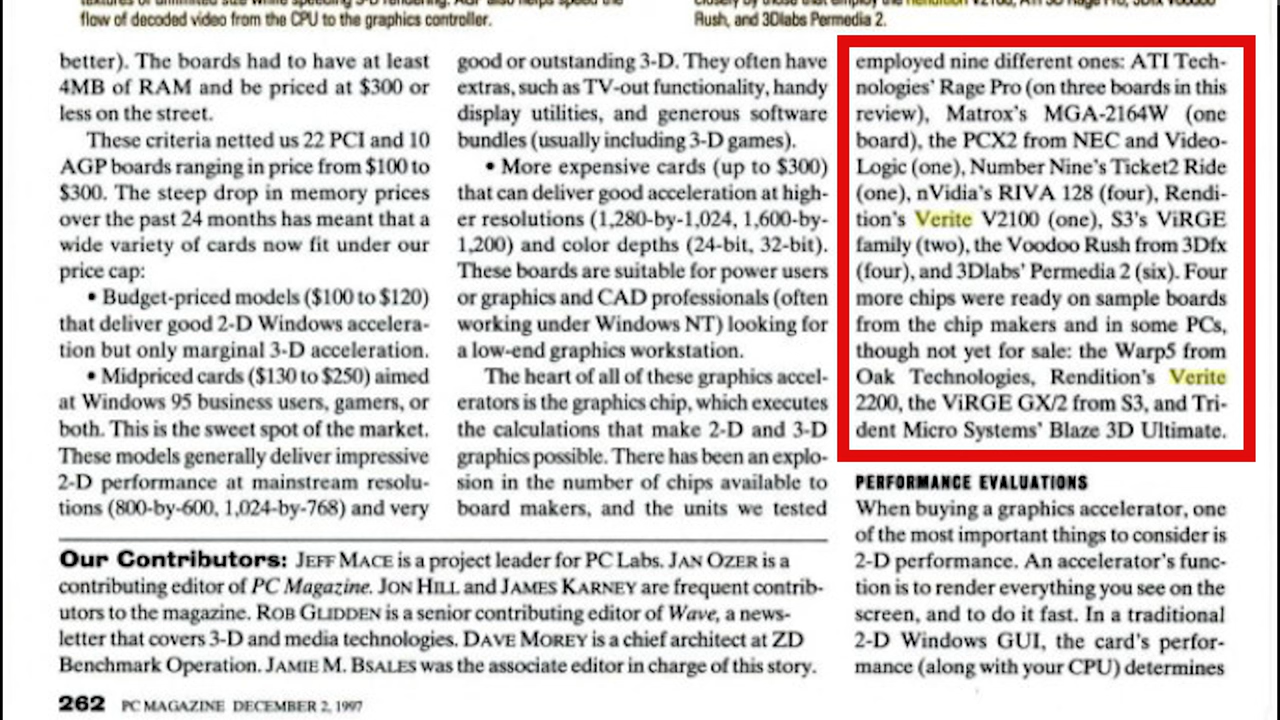 flow of decoded video from the CPU to the graphics controller.
Rush, and 3Dlabs Permedia 2.
better). The boards had to have at least
4MB of RAM and be priced at $300 or
less on the street.
These criteria netted us 22 PCI and 10
AGP boards ranging in price from $100 to
$300. The steep drop in memory prices
over the past 24 months has meant that a
wide variety of cards now fit under our
price cap:
• Budget-priced models ($100 to $120)
that deliver good 2-D Windows accelera-
tion but only marginal 3-D acceleration.
• Midpriced cards ($130 to $250) aimed
at Windows 95 business users, gamers, or
both. This is the sweet spot of the market.
These models generally deliver impressive
2-D performance at mainstream resolu-
tions (800-by-600, 1,024-by-768) and very
good or outstanding 3-D. They often have
extras, such as TV-out functionality, handy
display utilities, and generous software
bundles (usually including 3-D games).
• More expensive cards (up to $300)
that can deliver good acceleration at high-
er resolutions (1,280-by-1,024, 1,600-by-
1,200) and color depths (24-bit, 32-bit).
These boards are suitable for power users
or graphics and CAD professionals (often
working under Windows NT) looking for
a low-end graphics workstation.
The heart of all of these graphics accel-
erators is the graphics chip, which executes
the calculations that make 2-D and 3-D
graphics possible. There has been an explo-
sion in the number of chips available to
board makers, and the units we tested
employed nine different ones: ATI Tech-
nologies' Rage Pro (on three boards in this
review), Matrox's MGA-2164W (one
board), the PCX2 from NEC and Video-
Logic (one), Number Nine's Ticket2 Ride
(one), nVidia's RIVA 128 (four), Rendi-
tion's Verite V2100 (one), S3's ViRGE
family (two), the Voodoo Rush from 3Dfx
(four), and 3Dlabs' Permedia 2 (six). Four
more chips were ready on sample boards
from the chip makers and in some PCs,
though not yet for sale: the Warp5 from
Oak Technologies, Rendition's Verite
2200, the ViRGE GX/2 from S3, and Tri-
dent Micro Systems' Blaze 3D Ultimate.
PERFORMANCE EVALUATIONS
When buying a graphics accelerator, one
of the most important things to consider is
2-D performance. An accelerator's func-
tion is to render everything you see on the
screen, and to do it fast. In a traditional
2-D Windows GUI, the card's perfor-
mance (along with your CPU) determines
Our Contributors: JEFF MACE is a project leader for PC Labs. JAN OZER is a
contributing editor of PC Magazine. JON HILL and JAMES KARNEY are frequent contrib-
utors to the magazine. ROB GLIDDEN is a senior contributing editor of Wave, a news-
letter that covers 3-D and media technologies. DAVE MOREY is a chief architect at ZD
Benchmark Operation. JAMIE M. BSALES was the associate editor in charge of this story.
262 PC MAGAZINE DECEMBER 2, 1997